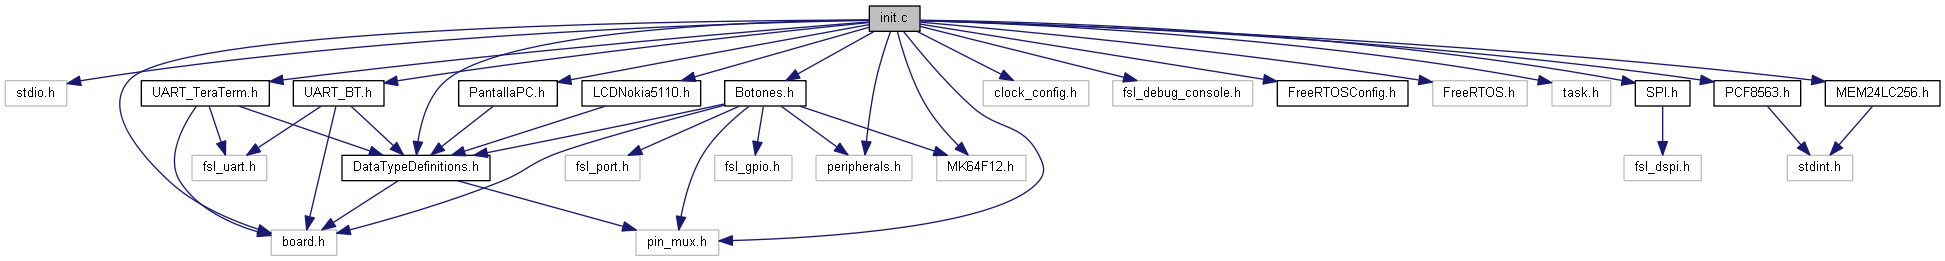 init.c
stdio.h
UART_TeraTerm.h
UART_BT.h
PantallaPC.h
LCDNokia5110.h
Botones.h
clock_config.h
fsl_debug_console.h
FreeRTOSConfig.h
FreeRTOS.h
task.h
SPI.h
PCF8563.h
MEM24LC256.h
fsl_uart.h
DataTypeDefinitions.h
fsl_port.h
fsl_gpio.h
peripherals.h
MK64F12.h
fsl_dspi.h
stdint.h
board.h
pin_mux.h